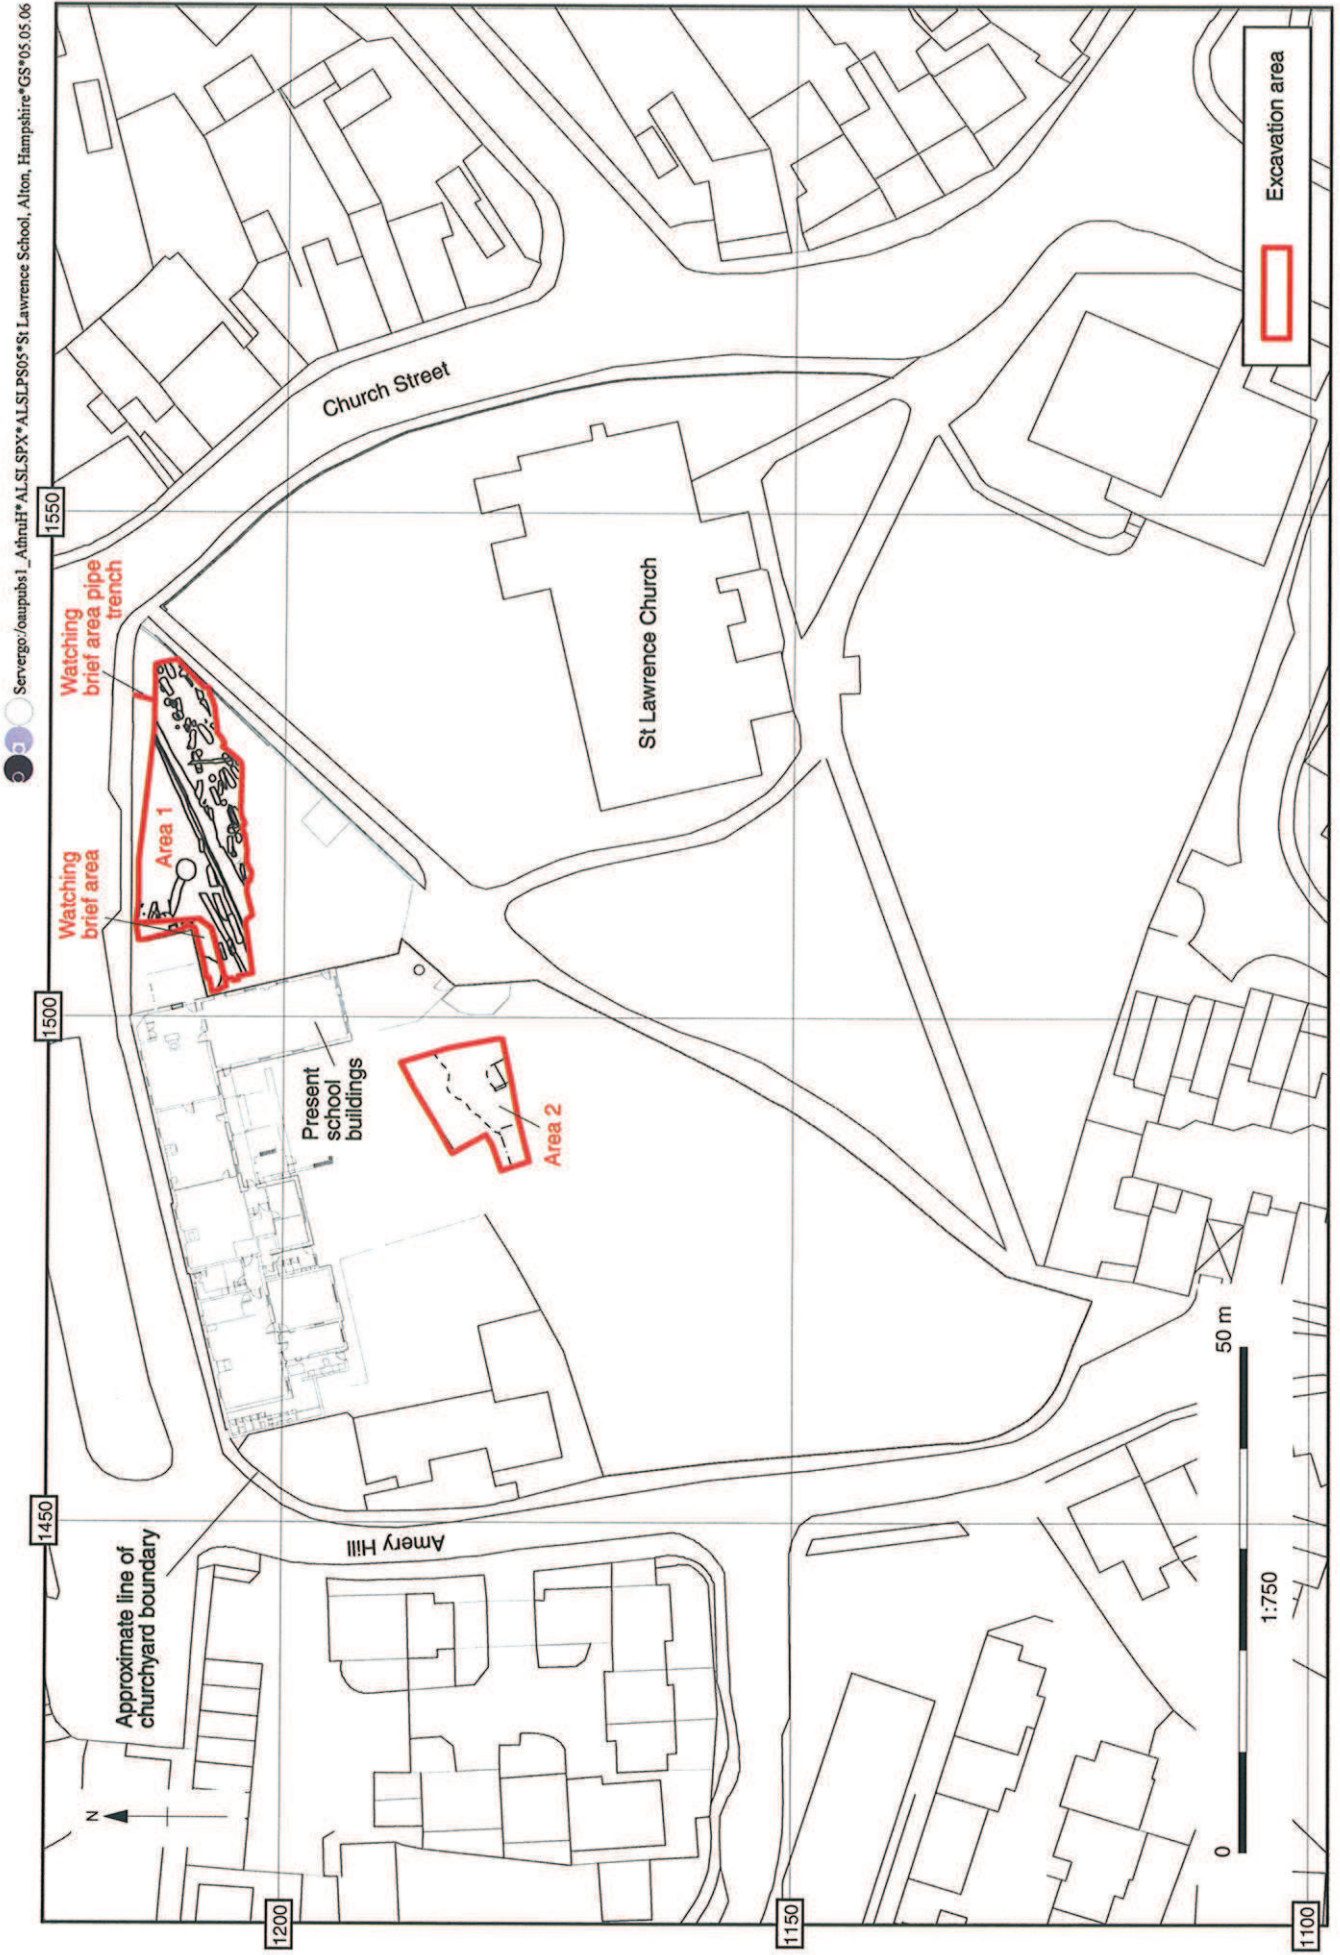 Servergo:/oaupubs1_AthruH*ALSLSPX*ALSLPS05*St Lawrence School, Alton, Hampshire*GS*05.05.06
1450
1500
1550
N
Approximate line of
churchyard boundary
Watching
brief area
Watching
brief area pipe
trench
Area 1
Present
school
buildings
Area 2
Church Street
Amery Hill
St Lawrence Church
1200
1150
1100
0
50 m
1:750
Excavation area